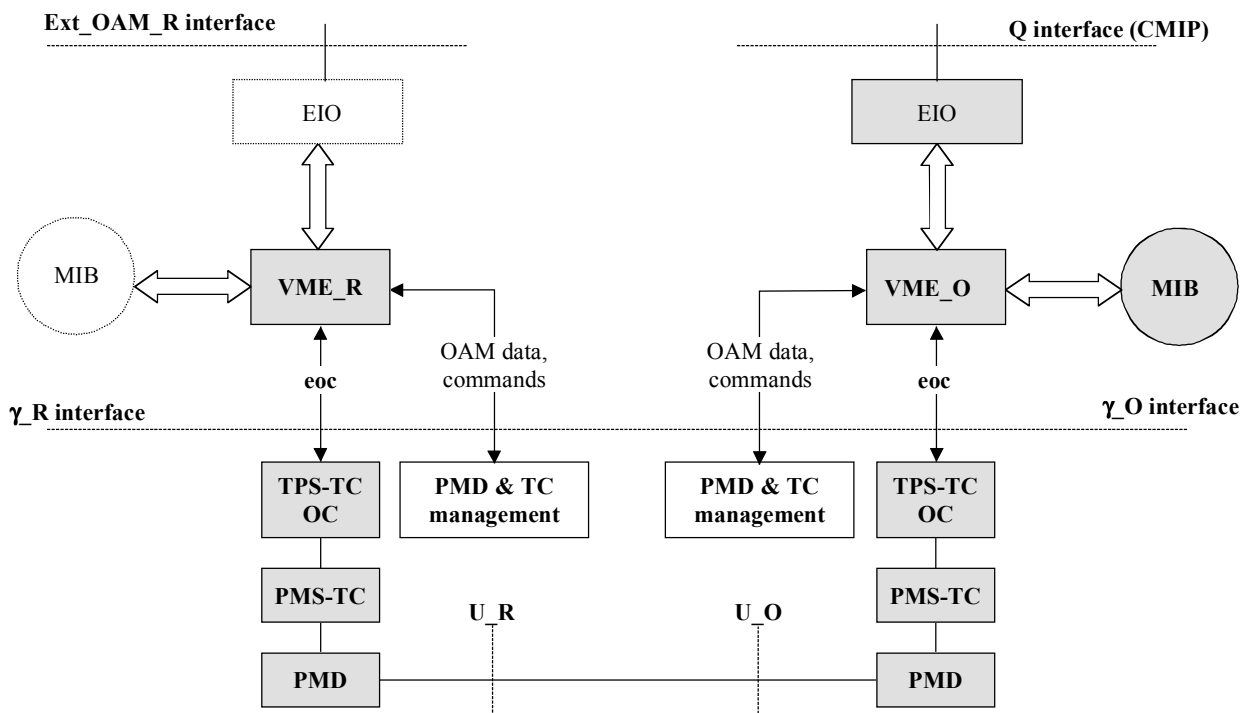 Ext_OAM_R interface
Q interface (CMIP)
EIO
EIO
MIB
VME_R
VME_O
MIB
OAM data,
commands
OAM data,
commands
eoc
eoc
γ_R interface
γ_O interface
TPS-TC
OC
PMD & TC
management
PMD & TC
management
TPS-TC
OC
PMS-TC
PMS-TC
U_R
U_O
PMD
PMD